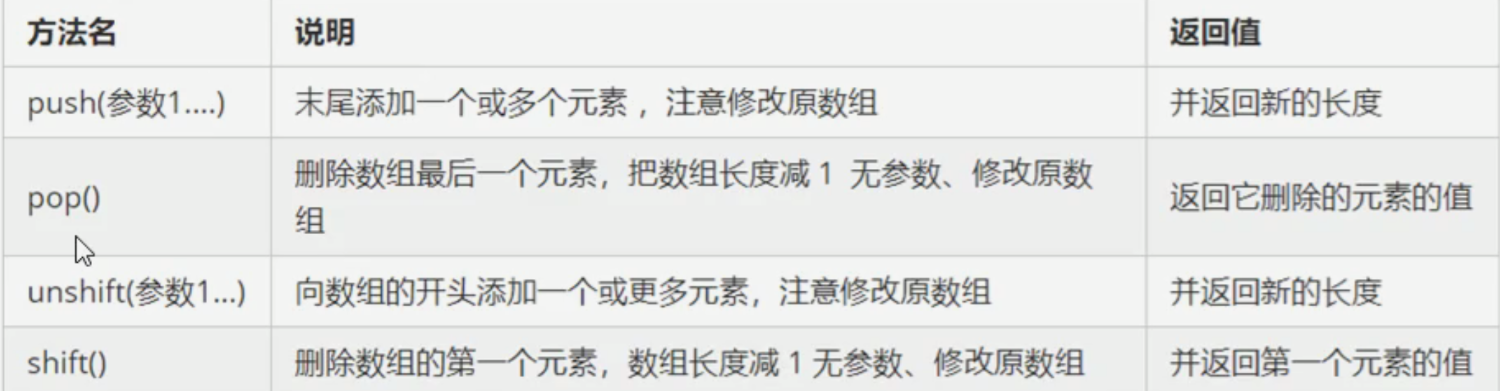 方法名 说明 返回值
push(参数1....) 末尾添加一个或多个元素 ，注意修改原数组 并返回新的长度
pop() 删除数组最后一个元素，把数组长度减 1 无参数、修改原数组 返回它删除的元素的值
unshift(参数1...) 向数组的开头添加一个或更多元素，注意修改原数组 并返回新的长度
shift() 删除数组的第一个元素，数组长度减 1 无参数、修改原数组 并返回第一个元素的值